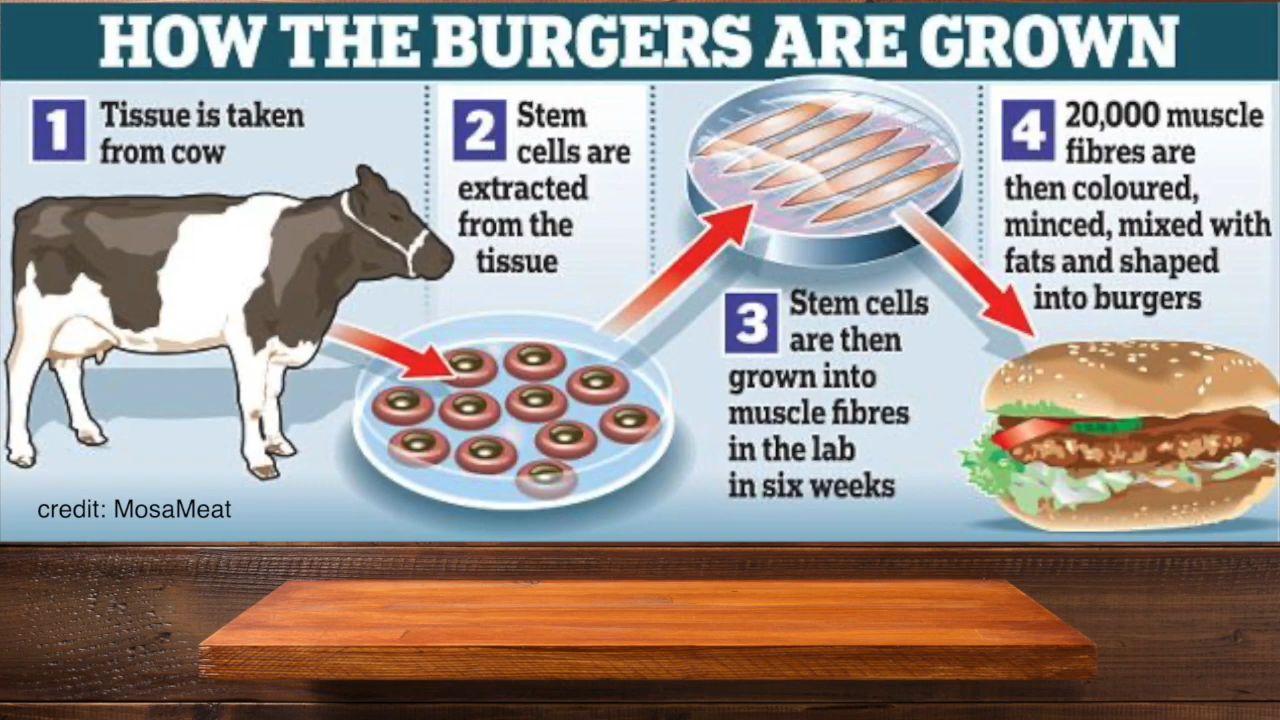 HOW THE BURGERS ARE GROWN
1 Tissue is taken
from cow
2 Stem
cells are
extracted
from the
tissue
3 Stem cells
are then
grown into
muscle fibres
in the lab
in six weeks
4 20,000 muscle
fibres are
then coloured,
minced, mixed with
fats and shaped
into burgers
credit: MosaMeat